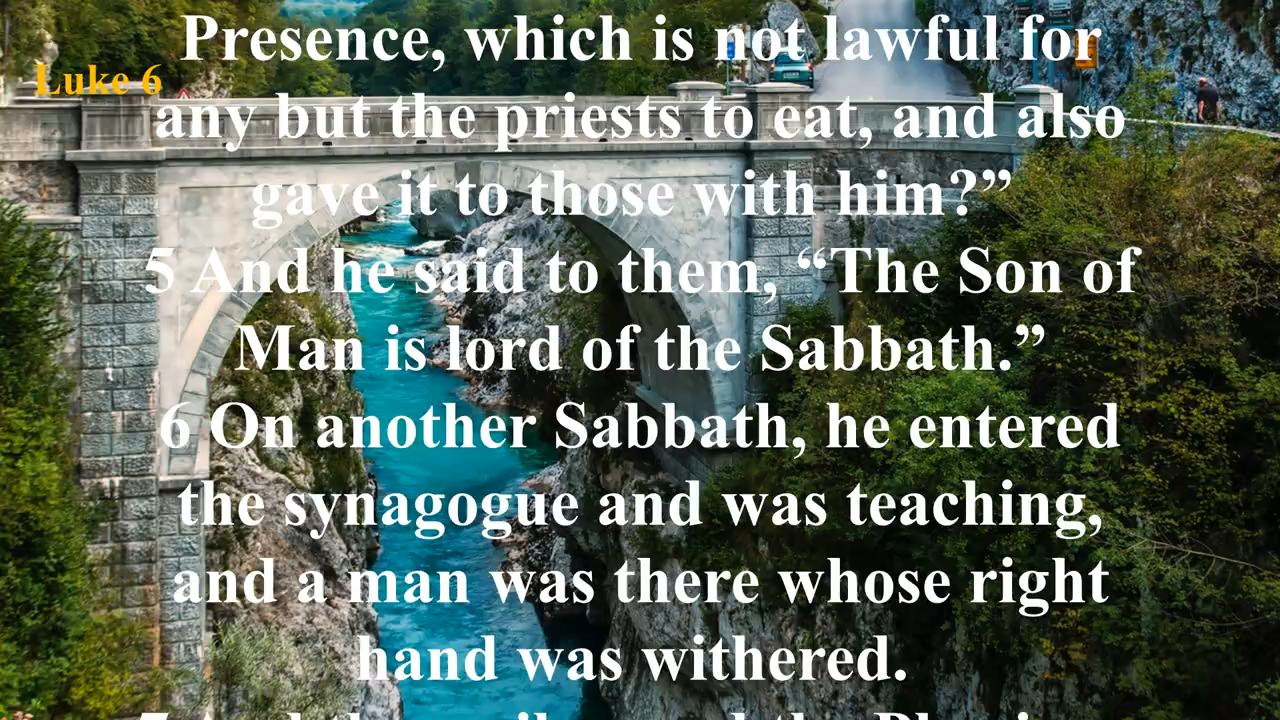 Luke 6
Presence, which is not lawful for
any but the priests to eat, and also
gave it to those with him?”
5 And he said to them, “The Son of
Man is lord of the Sabbath.”
6 On another Sabbath, he entered
the synagogue and was teaching,
and a man was there whose right
hand was withered.